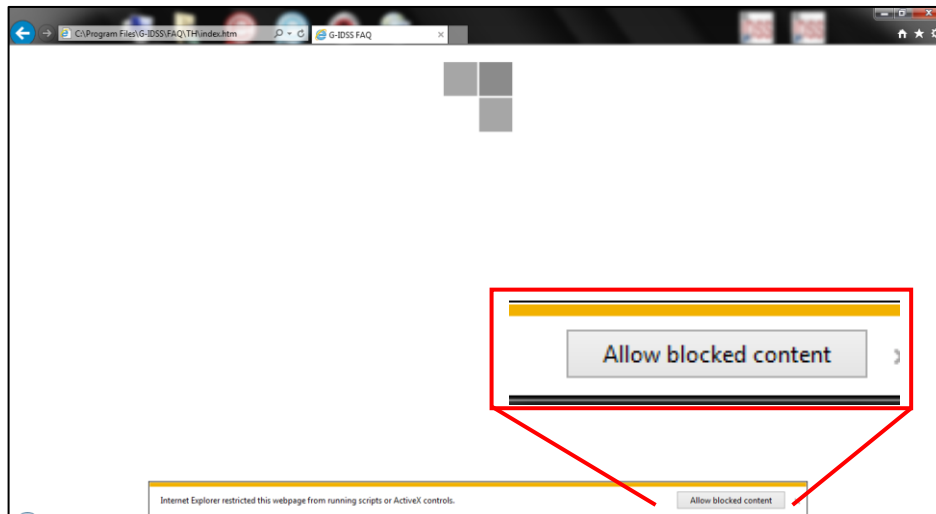 C:\Program Files\G-IDSS\FAQ\TH\index.htm
G-IDSS FAQ
Allow blocked content
Internet Explorer restricted this webpage from running scripts or ActiveX controls.
Allow blocked content